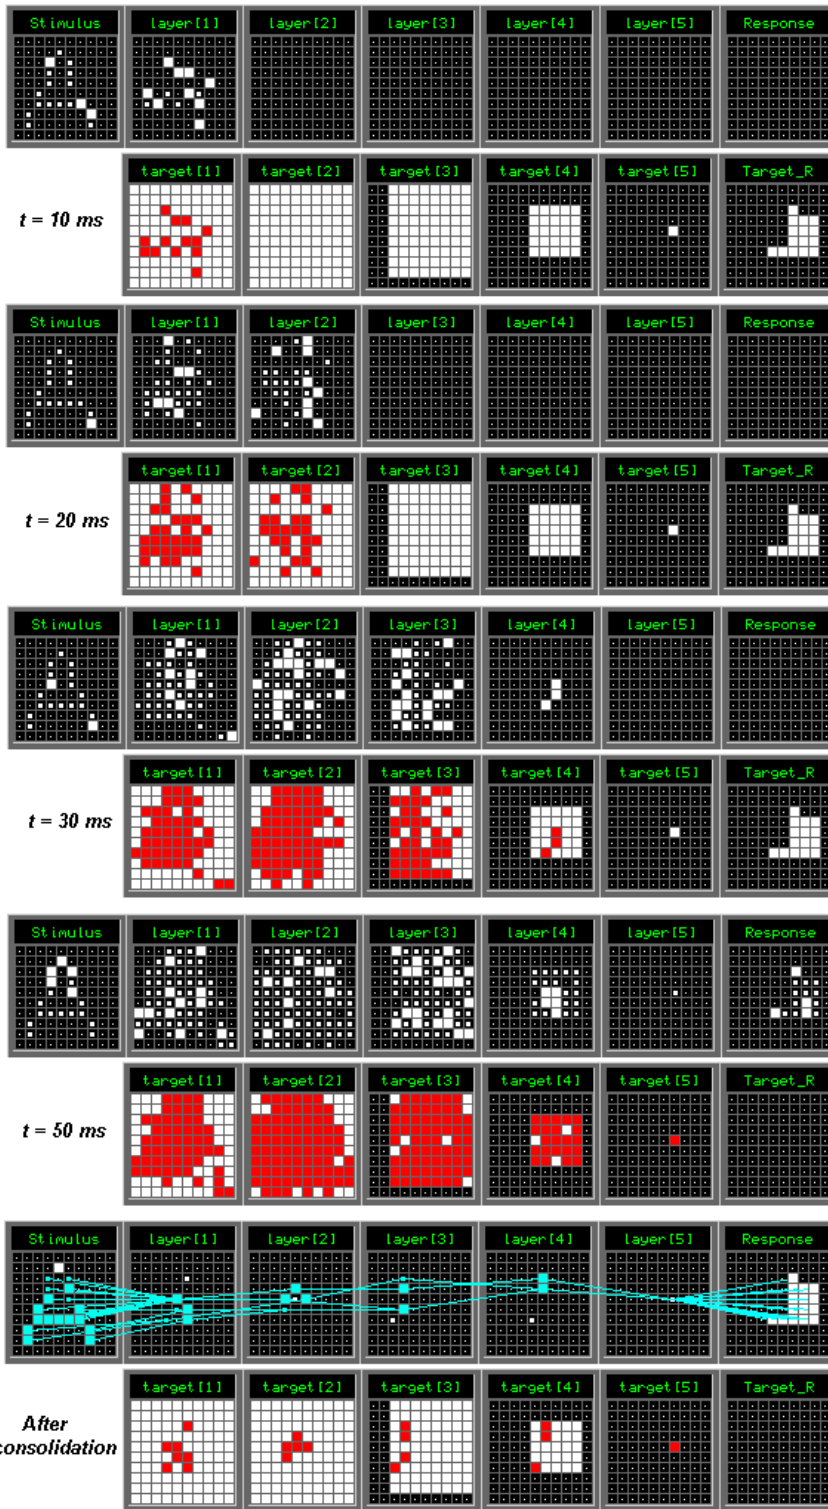 Stimulus layer[1] layer[2] layer[3] layer[4] layer[5] Response
target[1] target[2] target[3] target[4] target[5] Target_R
t = 10 ms
Stimulus layer[1] layer[2] layer[3] layer[4] layer[5] Response
target[1] target[2] target[3] target[4] target[5] Target_R
t = 20 ms
Stimulus layer[1] layer[2] layer[3] layer[4] layer[5] Response
target[1] target[2] target[3] target[4] target[5] Target_R
t = 30 ms
Stimulus layer[1] layer[2] layer[3] layer[4] layer[5] Response
target[1] target[2] target[3] target[4] target[5] Target_R
t = 50 ms
Stimulus layer[1] layer[2] layer[3] layer[4] layer[5] Response
target[1] target[2] target[3] target[4] target[5] Target_R
After
consolidation